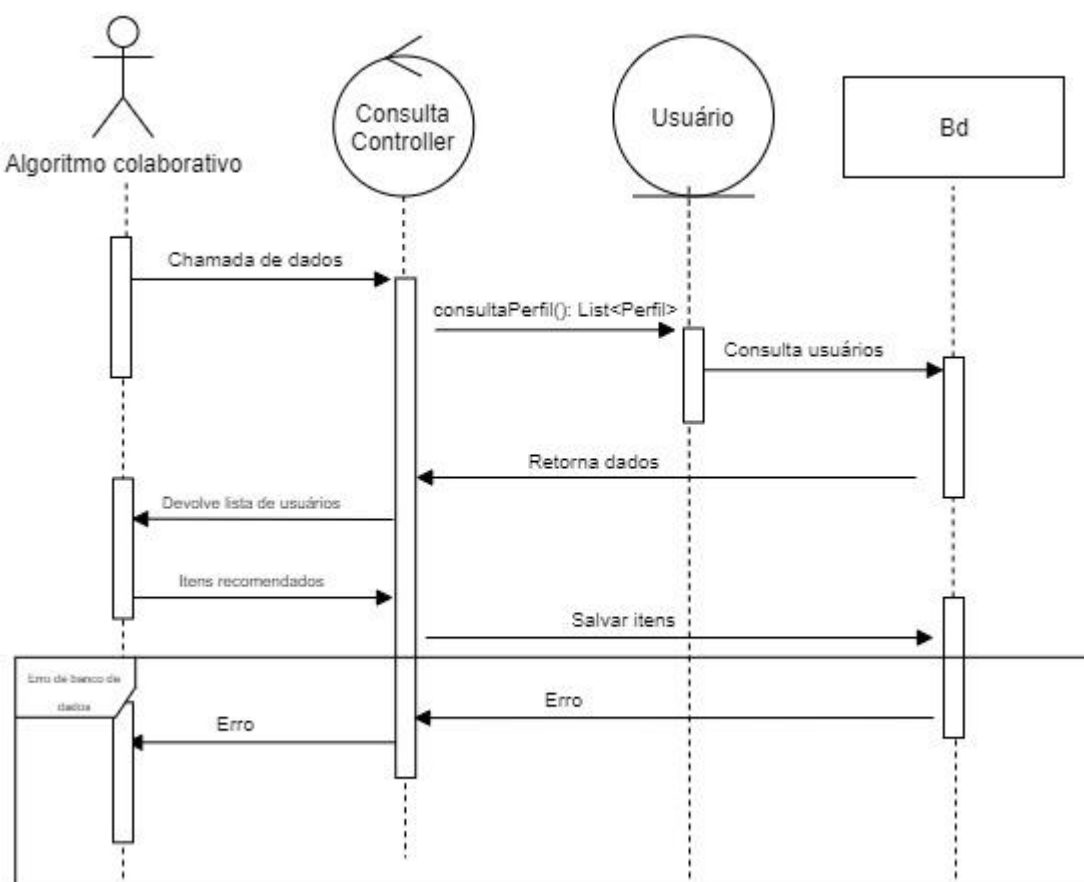 Consulta
Controller
Usuário
Bd
Algoritmo colaborativo
Chamada de dados
consultaPerfil(): List<Perfil>
Consulta usuários
Retorna dados
Devolve lista de usuários
Itens recomendados
Salvar itens
Erro de banco de
dados
Erro
Erro